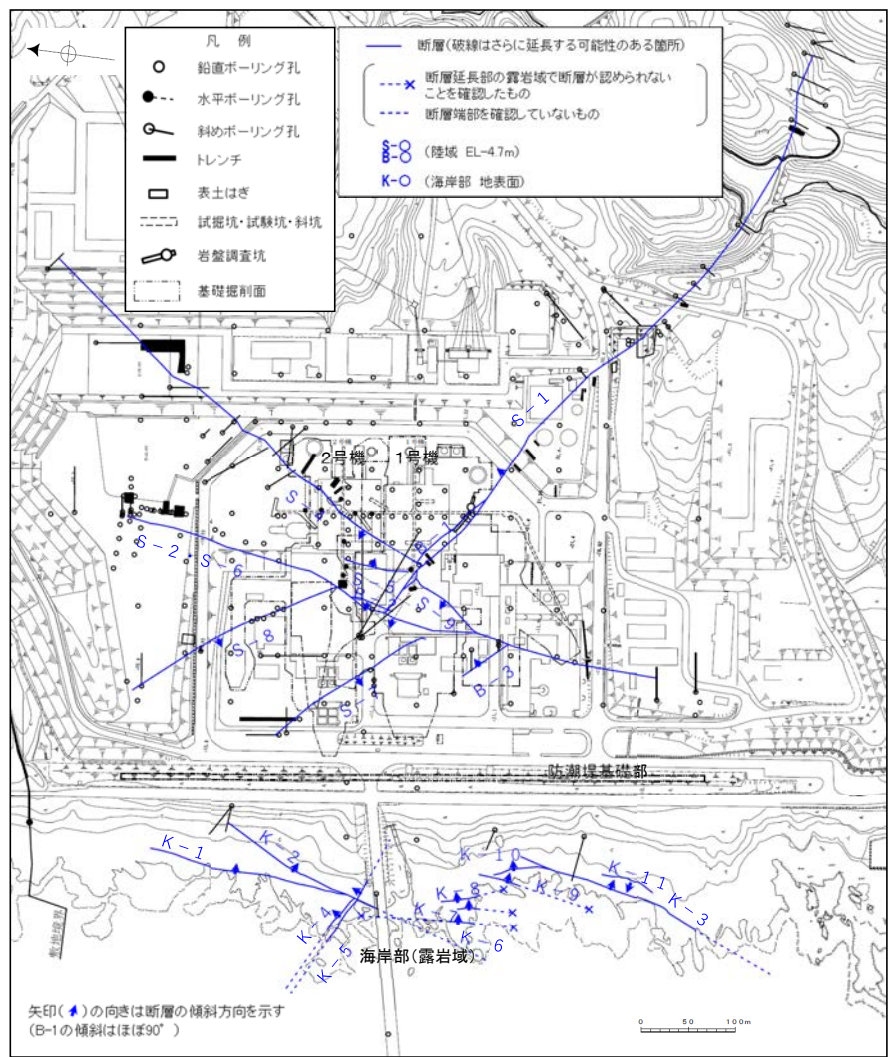 凡 例
鉛直ボーリング孔
水平ボーリング孔
斜めボーリング孔
トレンチ
表土はぎ
試掘坑・試験坑・斜坑
岩盤調査坑
基礎掘削面
断層(破線はさらに延長する可能性のある箇所)
断層延長部の露岩域で断層が認められない
ことを確認したもの
断層端部を確認していないもの
S-○
B-○
(陸域 EL-4.7m)
K-○ (海岸部 地表面)
S-1
2号機
1号機
S-4
B-1
S-2・S-6
S-5
B-2
S-9
S-8
S-7
B-3
防潮堤基礎部
K-1
K-2
K-10
K-11
K-8
K-9
K-3
K-4
K-7
K-5
K-6
海岸部(露岩域)
敷地境界
矢印( )の向きは断層の傾斜方向を示す
(B-1の傾斜はほぼ90°)
0 50 100m